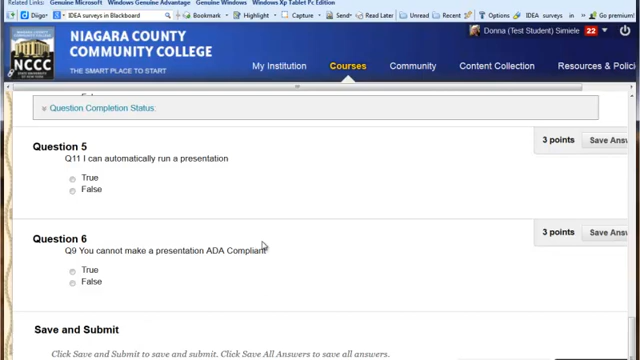 Related Links: Genuine Microsoft Windows Genuine Advantage Genuine Windows Windows Xp Tablet Pc Edition
Diigo IDEA surveys in Blackboard Bookmark Highlight Capture Send Read Later Unread Recent Options IDEA surveys in Go premium!
NIAGARA COUNTY
COMMUNITY COLLEGE
THE SMART PLACE TO START
NIAGARA COUNTY
COMMUNITY COLLEGE
NCCC
Donna (Test Student) Simiele 22
My Institution Courses Community Content Collection Resources & Polici
Question Completion Status:
Question 5
3 points Save Answ
Q11 I can automatically run a presentation
True
False
Question 6
3 points Save Answ
Q9 You cannot make a presentation ADA Compliant
True
False
Save and Submit
Click Save and Submit to save and submit. Click Save All Answers to save all answers.